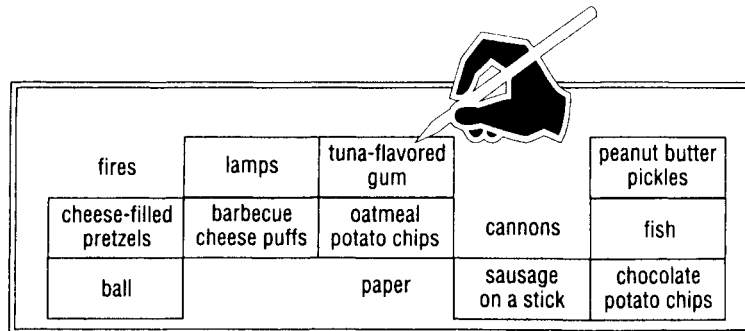 fires
lamps
tuna-flavored
gum
peanut butter
pickles
cheese-filled
pretzels
barbecue
cheese puffs
oatmeal
potato chips
cannons
fish
ball
paper
sausage
on a stick
chocolate
potato chips